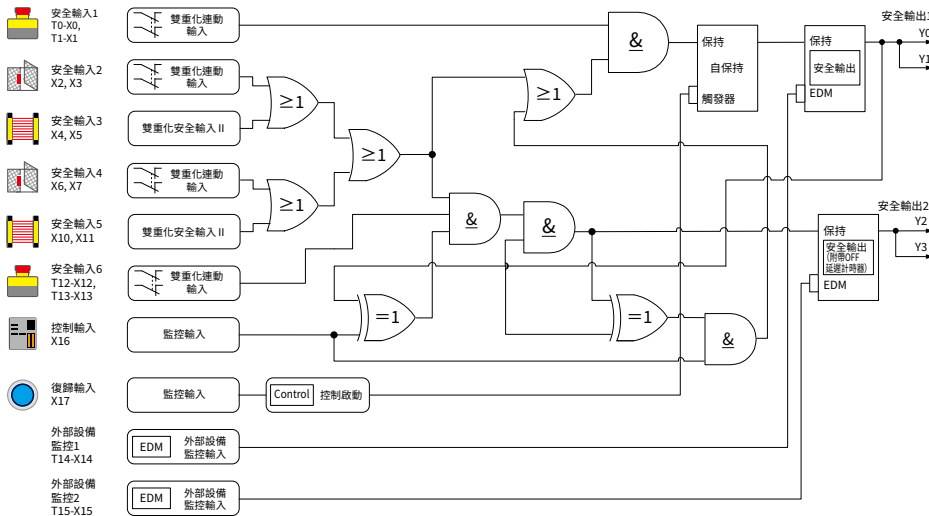 安全輸入1
T0-X0,
T1-X1
雙重化連動
輸入
安全輸入2
X2, X3
雙重化連動
輸入
安全輸入3
X4, X5
雙重化安全輸入II
安全輸入4
X6, X7
雙重化連動
輸入
安全輸入5
X10, X11
雙重化安全輸入II
安全輸入6
T12-X12,
T13-X13
雙重化連動
輸入
控制輸入
X16
監控輸入
復歸輸入
X17
監控輸入
Control
控制啟動
外部設備
監控1
T14-X14
EDM
外部設備
監控輸入
外部設備
監控2
T15-X15
EDM
外部設備
監控輸入
≥1
≥1
≥1
≥1
&
&
&
&
=1
=1
保持
自保持
觸發器
保持
安全輸出
EDM
安全輸出1
Y0
Y1
保持
安全輸出
(附帶OFF
延遲計時器)
EDM
安全輸出2
Y2
Y3